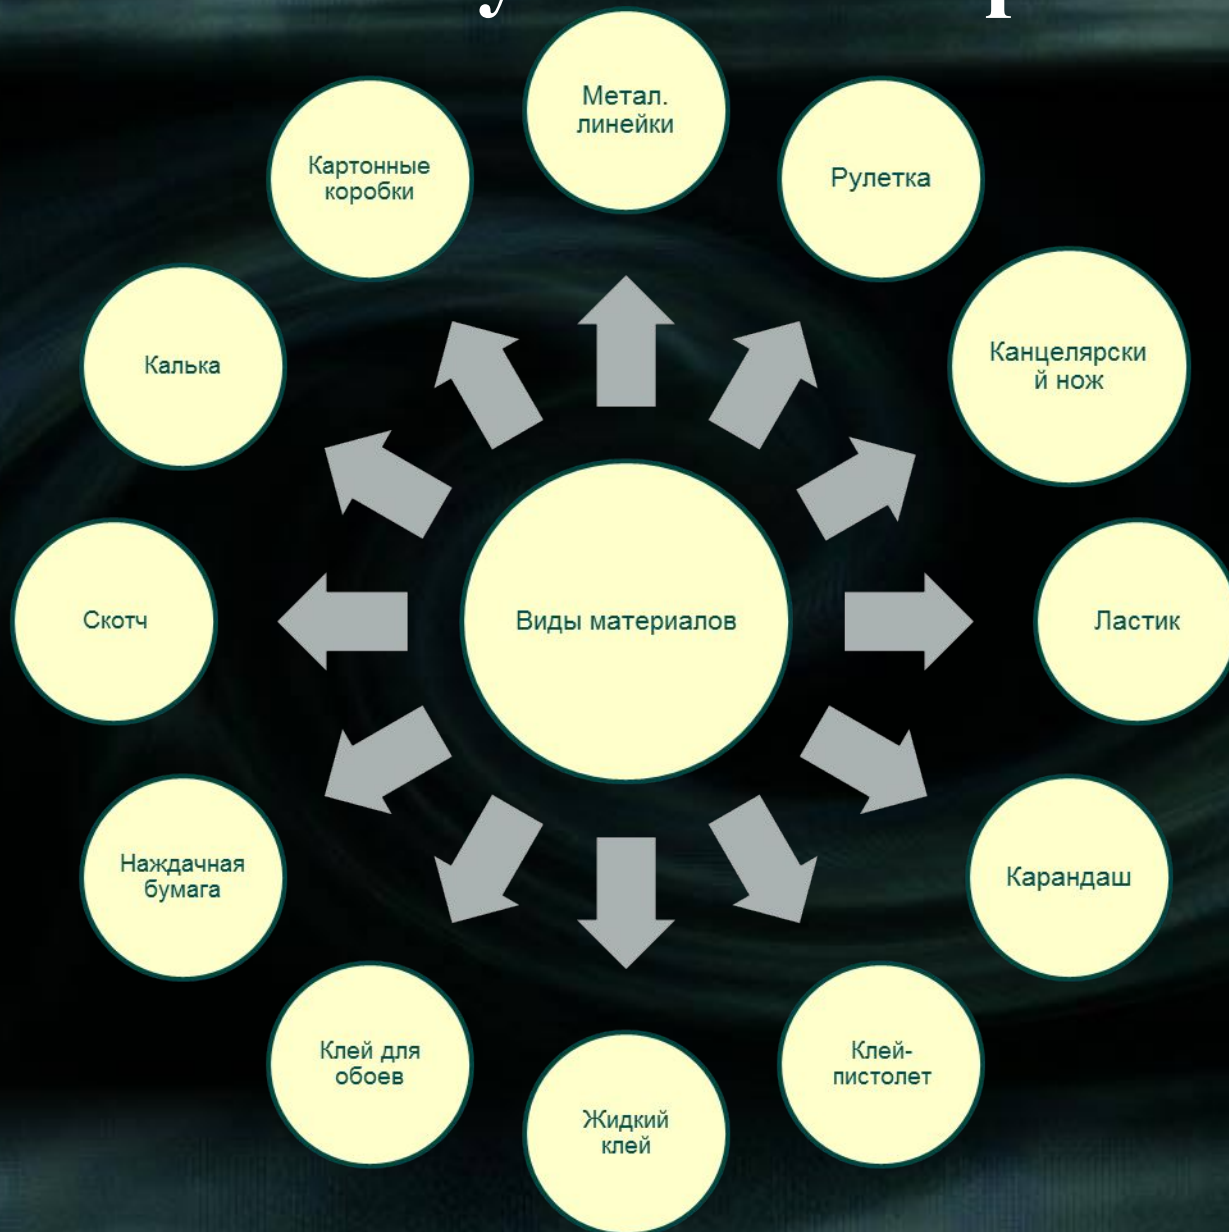 Метал.
линейки
Рулетка
Канцелярски
й нож
Ластик
Карандаш
Клей-
пистолет
Жидкий
клей
Клей для
обоев
Наждачная
бумага
Скотч
Калька
Картонные
коробки
Виды материалов